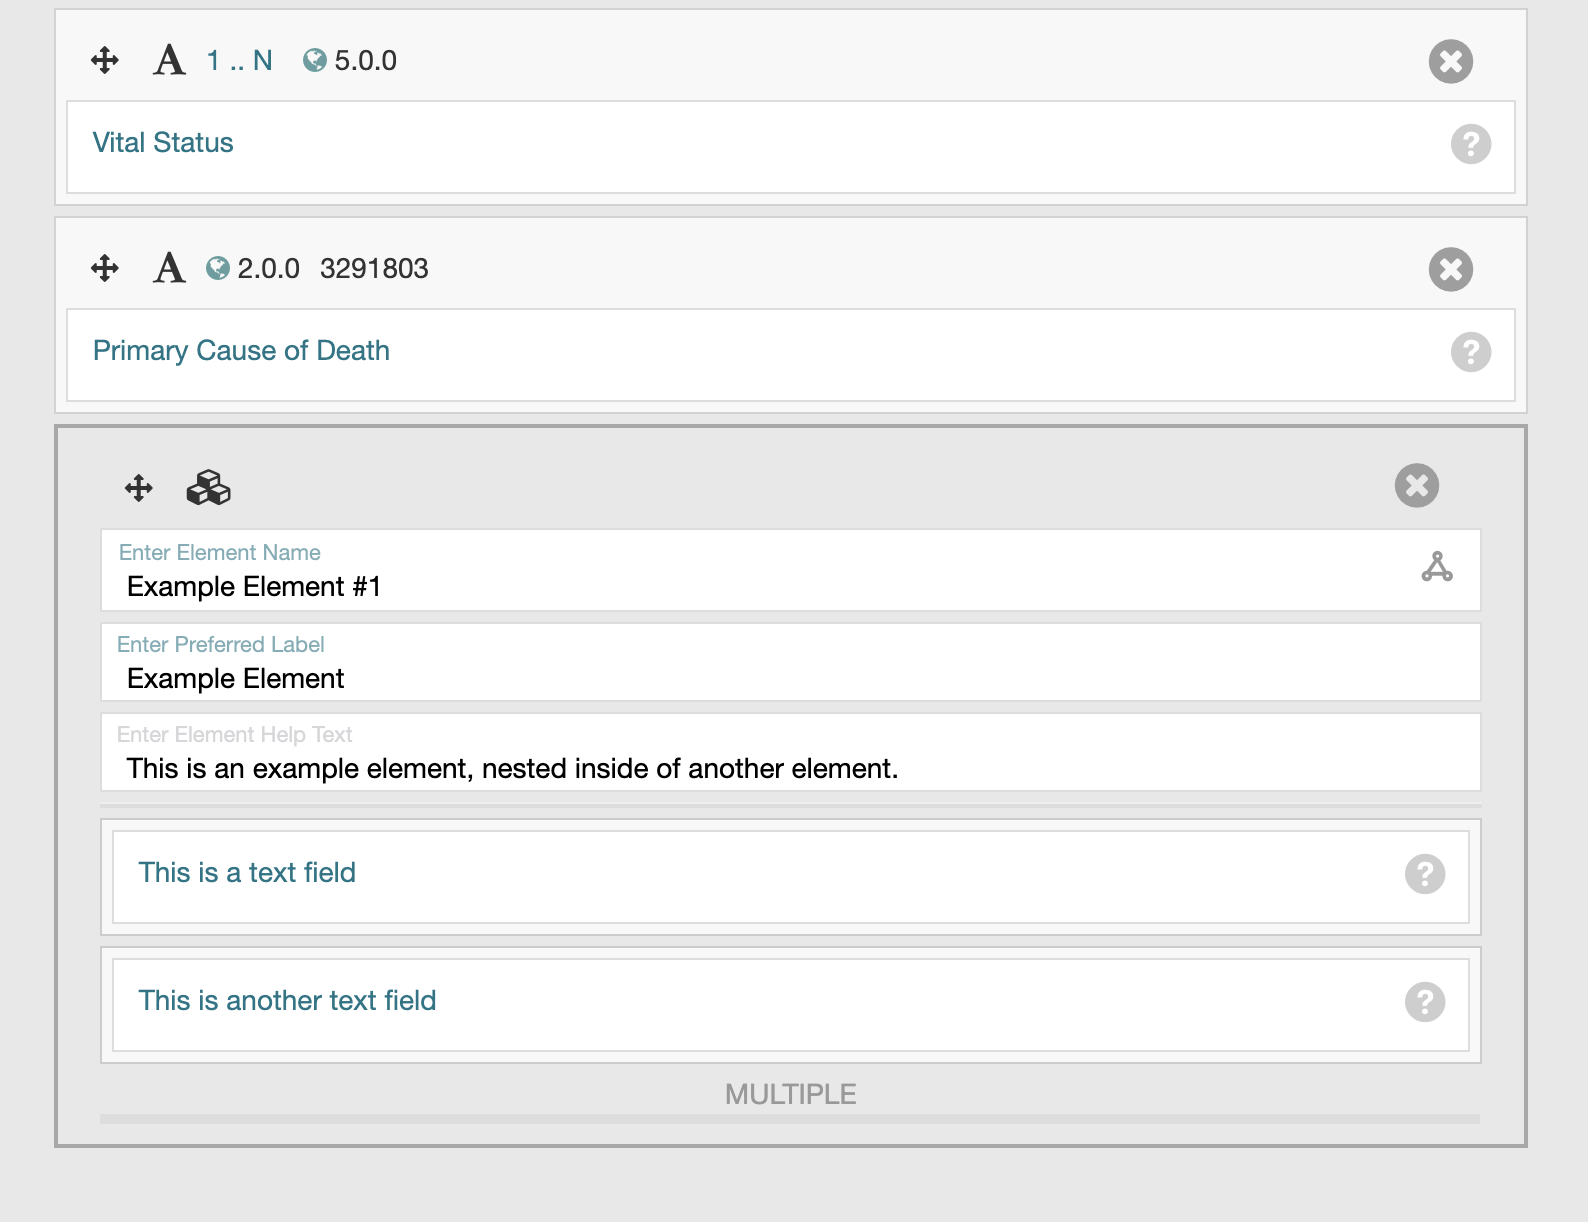 A 1 .. N 5.0.0
Vital Status
?
A 2.0.0 3291803
Primary Cause of Death
?
Enter Element Name
Example Element #1
Enter Preferred Label
Example Element
Enter Element Help Text
This is an example element, nested inside of another element.
This is a text field
?
This is another text field
?
MULTIPLE